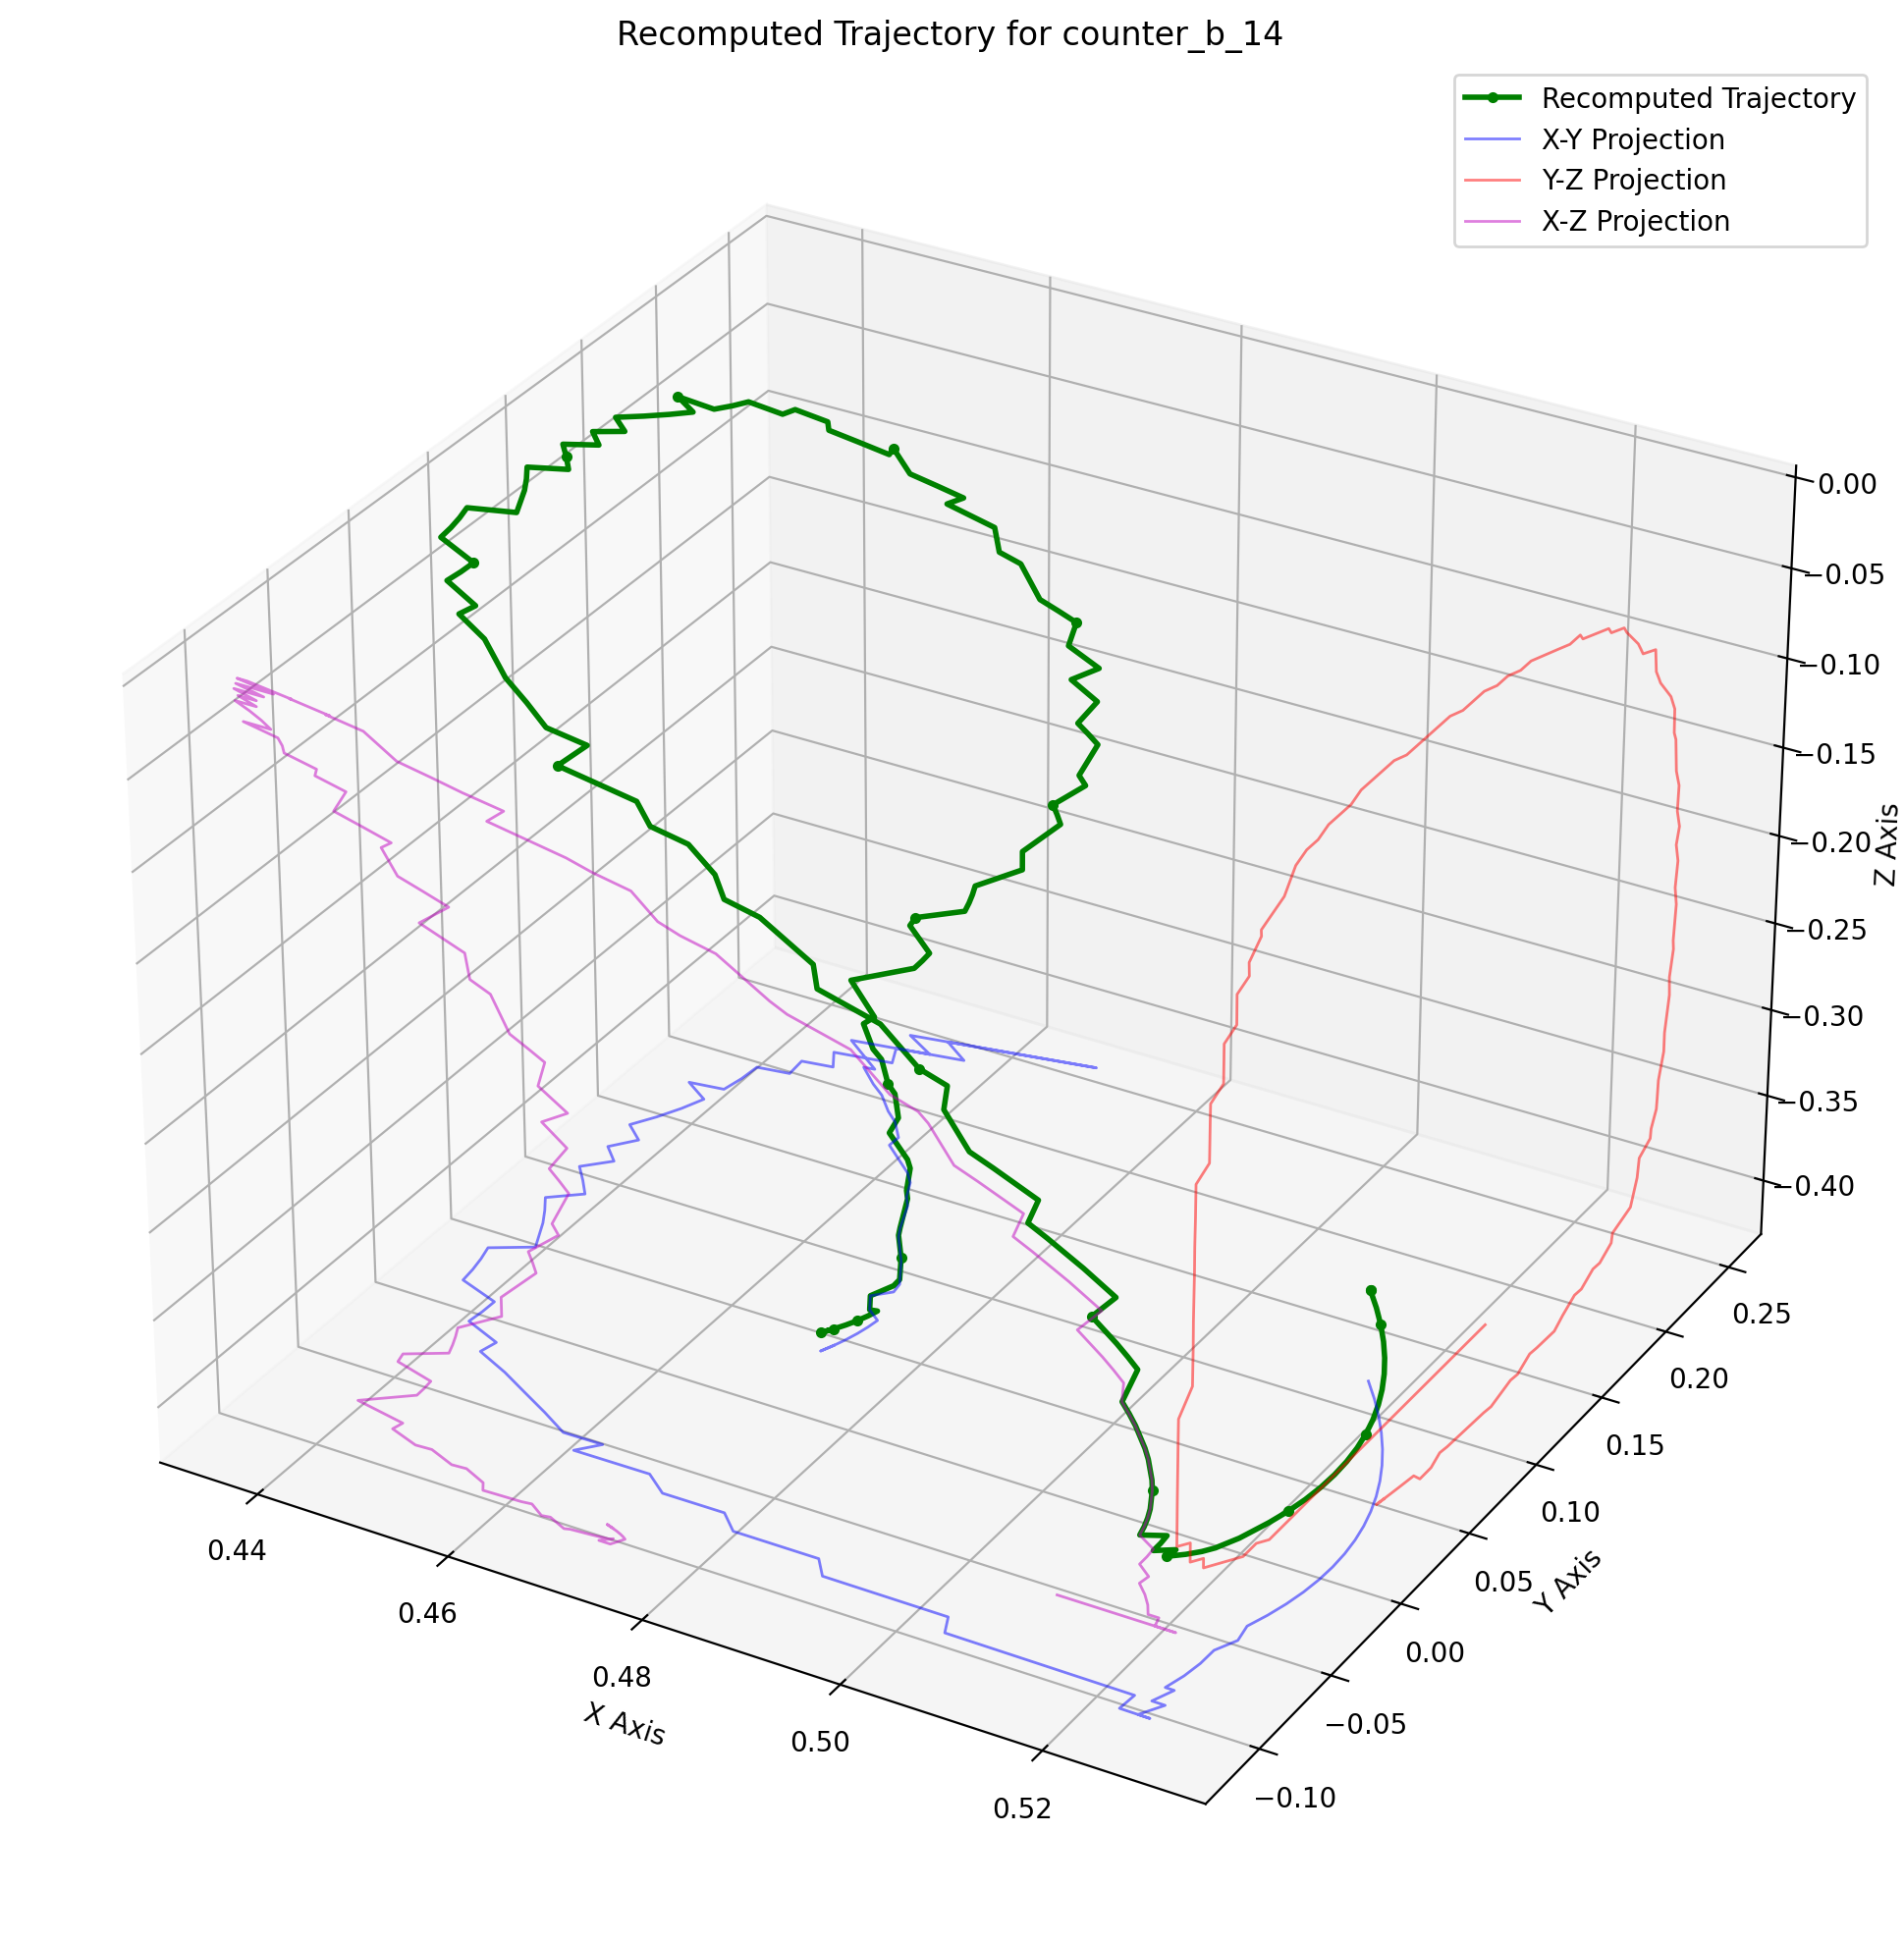 Recomputed Trajectory for counter_b_14
Recomputed Trajectory
X-Y Projection
Y-Z Projection
X-Z Projection
0.00
−0.05
−0.10
−0.15
−0.20
−0.25
−0.30
−0.35
−0.40
Z Axis
0.25
0.20
0.15
0.10
0.05
0.00
−0.05
−0.10
Y Axis
0.44
0.46
0.48
0.50
0.52
X Axis